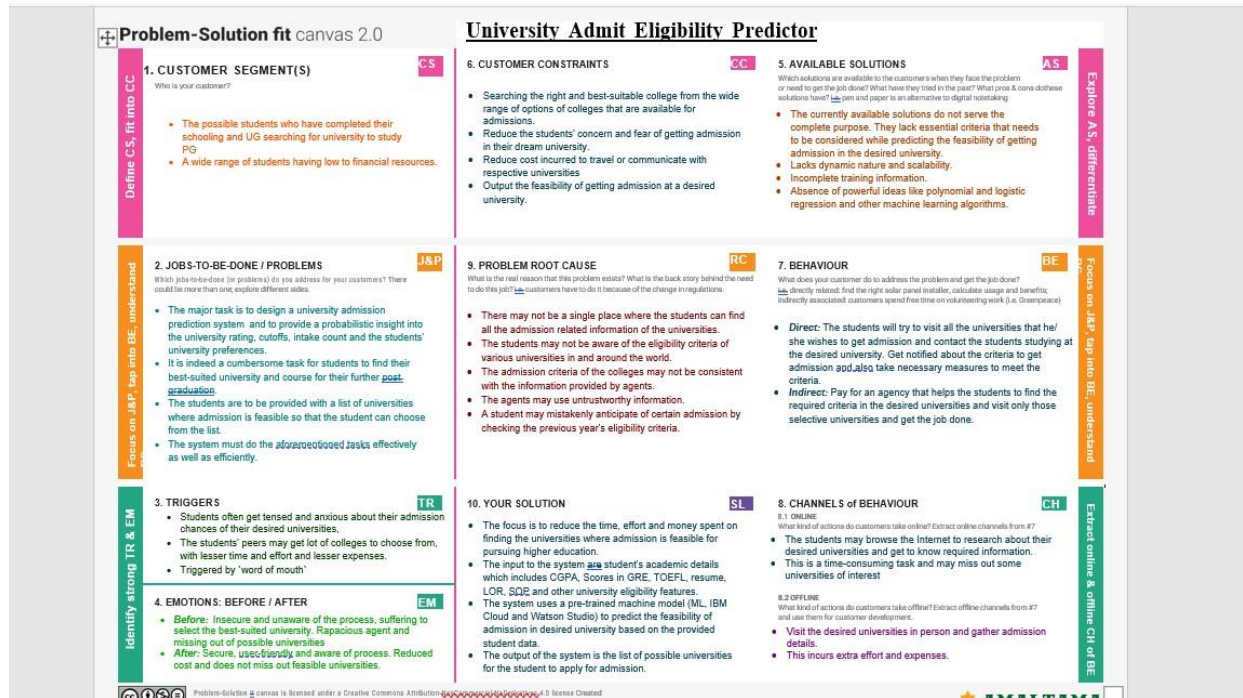 Problem-Solution fit canvas 2.0
University Admit Eligibility Predictor
Define CS, fit into CC
1. CUSTOMER SEGMENT(S)
CS
Who is your customer?
• The possible students who have completed their
schooling and UG searching for university to study
PG
• A wide range of students having low to financial resources.
6. CUSTOMER CONSTRAINTS
CC
• Searching the right and best-suitable college from the wide
range of options of colleges that are available for
admissions.
• Reduce the students' concern and fear of getting admission
in their dream university.
• Reduce cost incurred to travel or communicate with
respective universities
• Output the feasibility of getting admission at a desired
university.
5. AVAILABLE SOLUTIONS
AS
Which solutions are available to the customers when they face the problem
or need to get the job done? What have they tried in the past? What pros & cons dothese
solutions have? i.e. pen and paper is an alternative to digital notetaking
• The currently available solutions do not serve the
complete purpose. They lack essential criteria that needs
to be considered while predicting the feasibility of getting
admission in the desired university.
• Lacks dynamic nature and scalability.
• Incomplete training information.
• Absence of powerful ideas like polynomial and logistic
regression and other machine learning algorithms.
Explore AS, differentiate
Focus on J&P, tap into BE, understand
2. JOBS-TO-BE-DONE / PROBLEMS
J&P
Which jobs-to-be-done (or problems) do you address for your customers? There
could be more than one; explore different sides.
• The major task is to design a university admission
prediction system and to provide a probabilistic insight into
the university rating, cutoffs, intake count and the students'
university preferences.
• It is indeed a cumbersome task for students to find their
best-suited university and course for their further post-
graduation.
• The students are to be provided with a list of universities
where admission is feasible so that the student can choose
from the list.
• The system must do the aforementioned tasks effectively
as well as efficiently.
9. PROBLEM ROOT CAUSE
RC
What is the real reason that this problem exists? What is the back story behind the need
to do this job? i.e. customers have to do it because of the change in regulations.
• There may not be a single place where the students can find
all the admission related information of the universities.
• The students may not be aware of the eligibility criteria of
various universities in and around the world.
• The admission criteria of the colleges may not be consistent
with the information provided by agents.
• The agents may use untrustworthy information.
• A student may mistakenly anticipate of certain admission by
checking the previous year's eligibility criteria.
7. BEHAVIOUR
BE
What does your customer do to address the problem and get the job done?
i.e. directly related: find the right solar panel installer, calculate usage and benefits;
indirectly associated: customers spend free time on volunteering work (i.e. Greenpeace)
• Direct: The students will try to visit all the universities that he/
she wishes to get admission and contact the students studying at
the desired university. Get notified about the criteria to get
admission and also take necessary measures to meet the
criteria.
• Indirect: Pay for an agency that helps the students to find the
required criteria in the desired universities and visit only those
selective universities and get the job done.
Focus on J&P, tap into BE, understand
Identify strong TR & EM
3. TRIGGERS
TR
• Students often get tensed and anxious about their admission
chances of their desired universities,
• The students' peers may get lot of colleges to choose from,
with lesser time and effort and lesser expenses.
• Triggered by 'word of mouth'
4. EMOTIONS: BEFORE / AFTER
EM
• Before: Insecure and unaware of the process, suffering to
select the best-suited university. Rapacious agent and
missing out of possible universities
• After: Secure, user-friendly and aware of process. Reduced
cost and does not miss out feasible universities.
10. YOUR SOLUTION
SL
• The focus is to reduce the time, effort and money spent on
finding the universities where admission is feasible for
pursuing higher education.
• The input to the system are student's academic details
which includes CGPA, Scores in GRE, TOEFL, resume,
LOR, SOP and other university eligibility features.
• The system uses a pre-trained machine model (ML, IBM
Cloud and Watson Studio) to predict the feasibility of
admission in desired university based on the provided
student data.
• The output of the system is the list of possible universities
for the student to apply for admission.
8. CHANNELS of BEHAVIOUR
CH
8.1 ONLINE
What kind of actions do customers take online? Extract online channels from #7
• The students may browse the Internet to research about their
desired universities and get to know required information.
• This is a time-consuming task and may miss out some
universities of interest
8.2 OFFLINE
What kind of actions do customers take offline? Extract offline channels from #7
and use them for customer development.
• Visit the desired universities in person and gather admission
details.
• This incurs extra effort and expenses.
Extract online & offline CH of BE
Problem-Solution fit canvas is licensed under a Creative Commons Attribution-NonCommercial-NoDerivatives 4.0 license Created
AMALTAMA